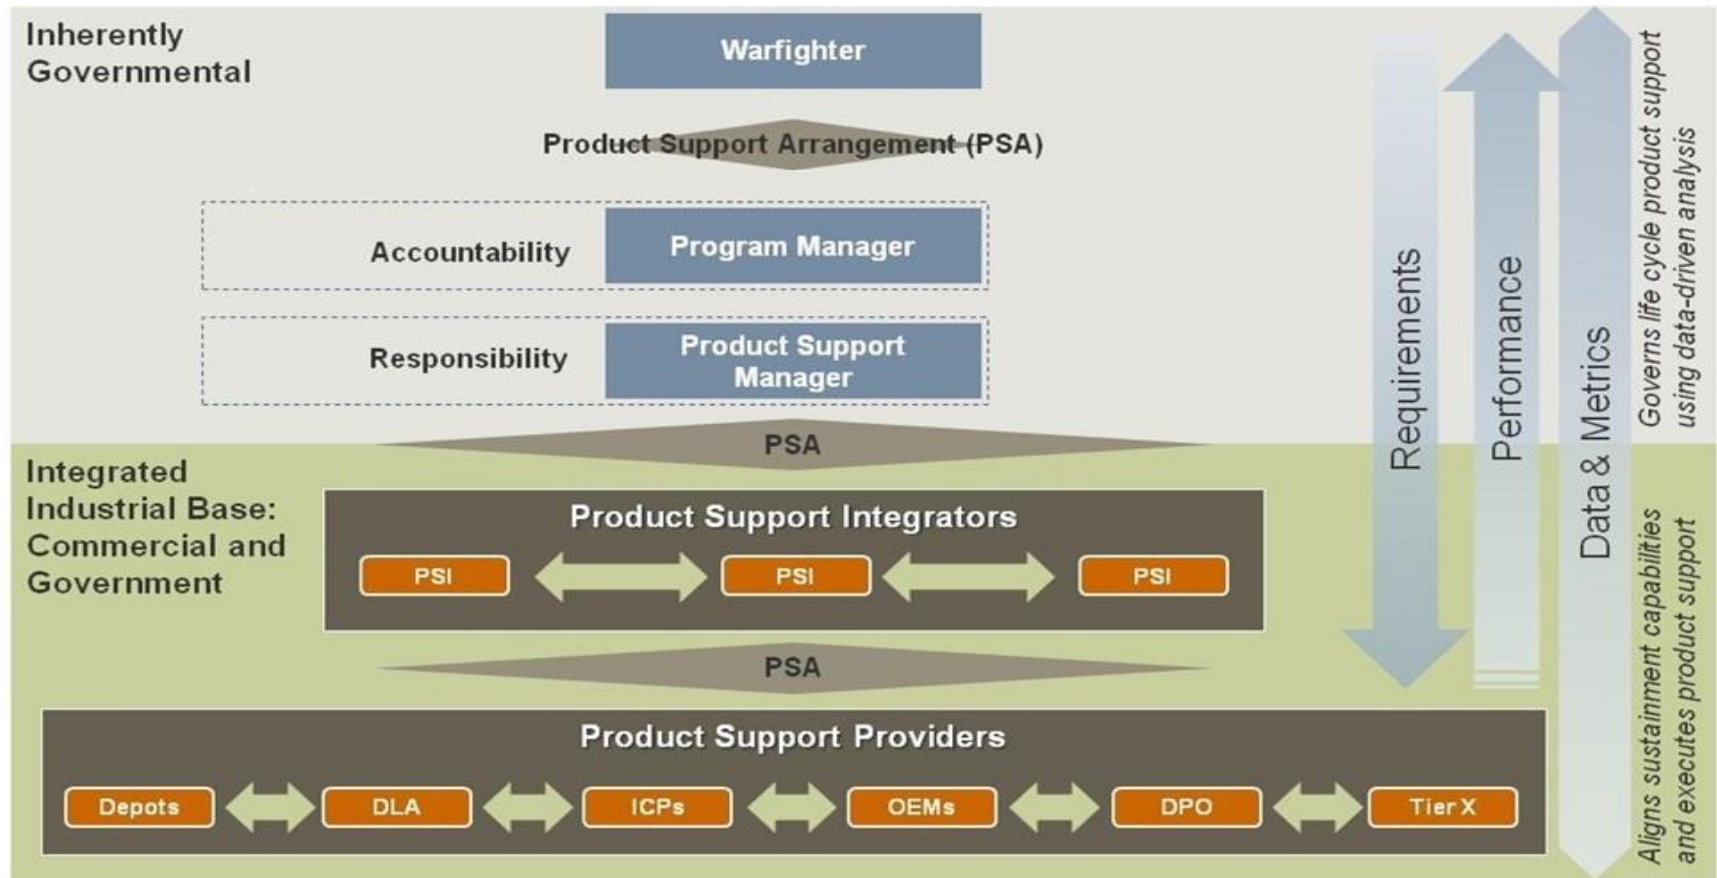 Inherently
Governmental
Warfighter
Product Support Arrangement (PSA)
Accountability
Program Manager
Responsibility
Product Support
Manager
PSA
Integrated
Industrial Base:
Commercial and
Government
Product Support Integrators
PSI
PSI
PSI
PSA
Product Support Providers
Depots
DLA
ICPs
OEMs
DPO
Tier X
Requirements
Performance
Data & Metrics
Governs life cycle product support
using data-driven analysis
Aligns sustainment capabilities
and executes product support